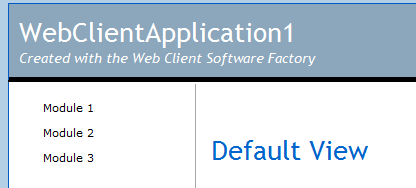 WebClientApplication1
Created with the Web Client Software Factory
Module 1
Module 2
Module 3
Default View